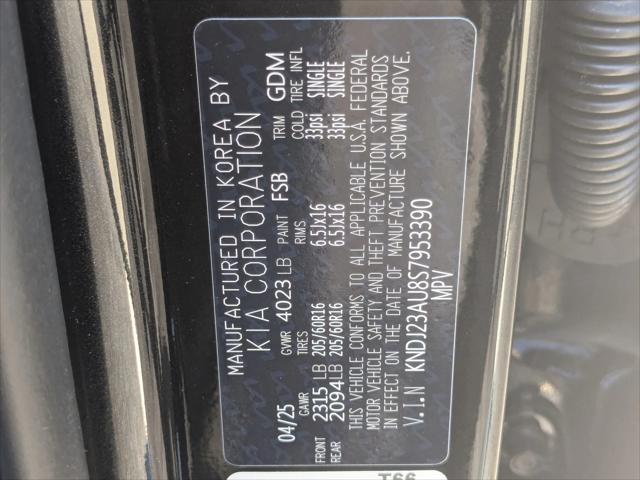 MANUFACTURED IN KOREA BY
KIA CORPORATION
04/25 GVWR 4023 LB PAINT FSB TRIM GDM
GAWR TIRES RIMS COLD TIRE INFL
FRONT 2315 LB 205/60R16 6.5Jx16 33psi SINGLE
REAR 2094LB 205/60R16 6.5Jx16 33psi SINGLE
THIS VEHICLE CONFORMS TO ALL APPLICABLE U.S.A. FEDERAL
MOTOR VEHICLE SAFETY AND THEFT PREVENTION STANDARDS
IN EFFECT ON THE DATE OF MANUFACTURE SHOWN ABOVE.
V.I.N KNDJ23AU8S7953390
MPV
T66